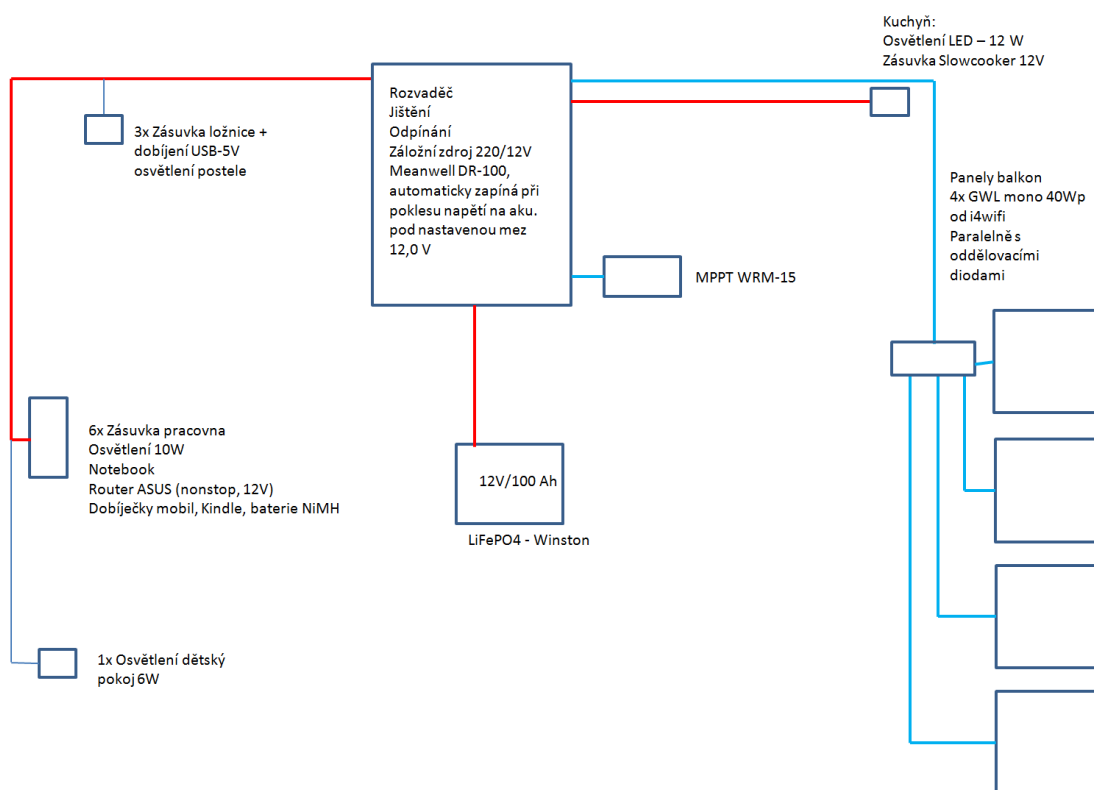 Kuchyň:
Osvětlení LED – 12 W
Zásuvka Slowcooker 12V
Rozvaděč
Jištění
Odpínání
Záložní zdroj 220/12V
Meanwell DR-100,
automaticky zapíná při
poklesu napětí na aku.
pod nastavenou mez
12,0 V
3x Zásuvka ložnice +
dobíjení USB-5V
osvětlení postele
Panely balkon
4x GWL mono 40Wp
od i4wifi
Paralelně s
oddělovacími
diodami
MPPT WRM-15
6x Zásuvka pracovna
Osvětlení 10W
Notebook
Router ASUS (nonstop, 12V)
Dobíječky mobil, Kindle, baterie NiMH
12V/100 Ah
LiFePO4 - Winston
1x Osvětlení dětský
pokoj 6W